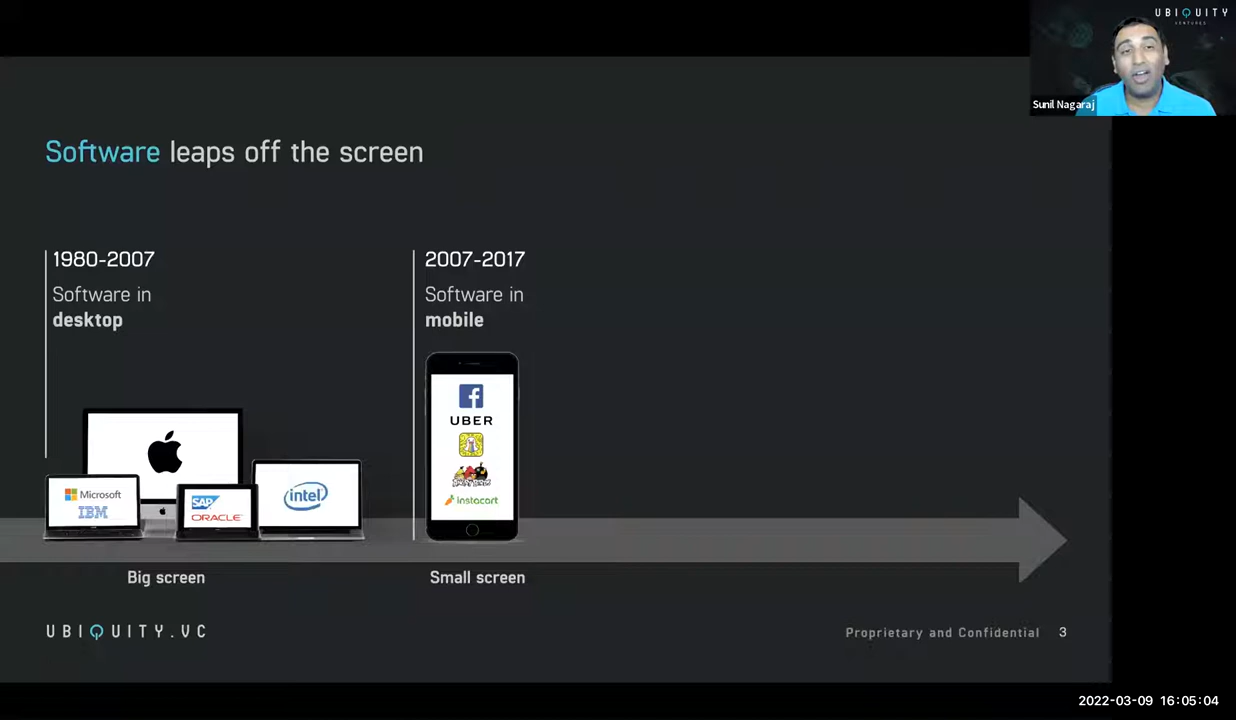 UBIQUITY
VENTURES
Sunil Nagaraj
Software leaps off the screen
1980-2007
Software in
desktop
2007-2017
Software in
mobile
Microsoft
IBM
SAP
ORACLE
intel
UBER
ANGRY BIRDS
instacart
Big screen
Small screen
UBIQUITY.VC
Proprietary and Confidential 3
2022-03-09 16:05:04